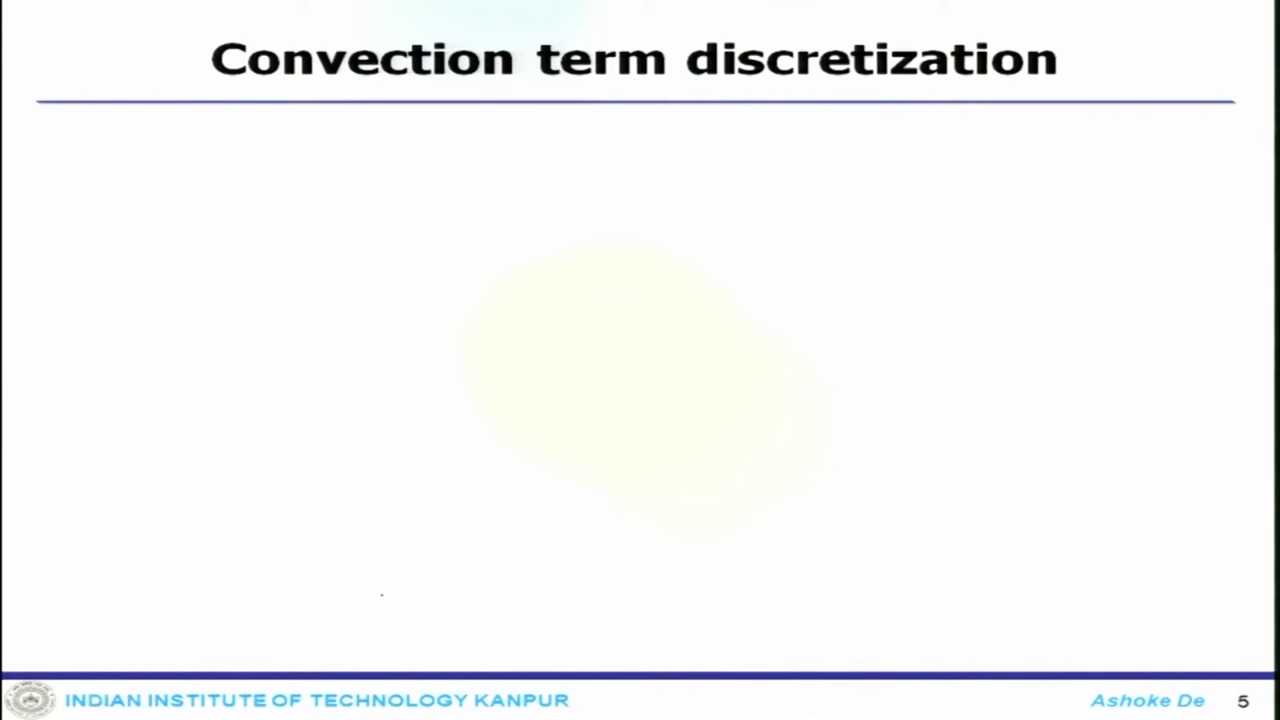 Convection term discretization
INDIAN INSTITUTE OF TECHNOLOGY KANPUR
Ashoke De
5